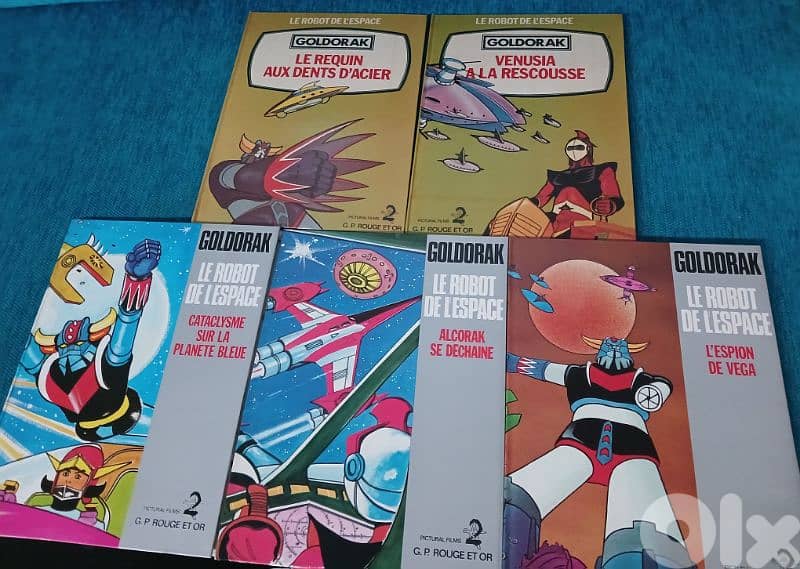 LE ROBOT DE L'ESPACE
GOLDORAK
LE REQUIN
AUX DENTS D'ACIER
PICTURAL FILMS
2
G. P. ROUGE ET OR
LE ROBOT DE L'ESPACE
GOLDORAK
VENUSIA
A LA RESCOUSSE
PICTURAL FILMS
2
G. P. ROUGE ET OR
GOLDORAK
LE ROBOT
DE L'ESPACE
CATACLYSME
SUR LA
PLANETE BLEUE
PICTURAL FILMS
2
G. P. ROUGE ET OR
GOLDORAK
LE ROBOT
DE L'ESPACE
ALCORAK
SE DECHAINE
PICTURAL FILMS
2
G. P. ROUGE ET OR
GOLDORAK
LE ROBOT
DE L'ESPACE
L'ESPION
DE VEGA
Olx